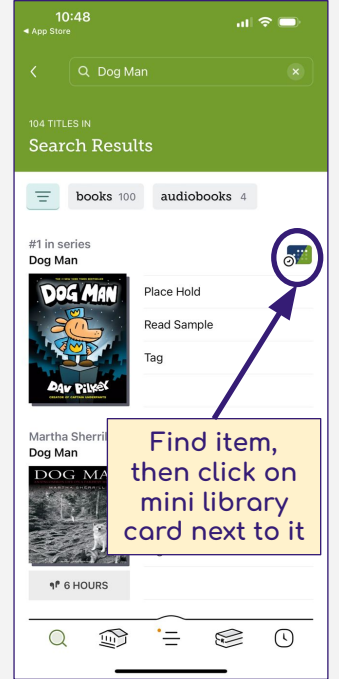 10:48
◀ App Store
Dog Man
104 TITLES IN
Search Results
books 100 audiobooks 4
#1 in series
Dog Man
DOG MAN
DAV PILKEY
Place Hold
Read Sample
Tag
Martha Sherril
Dog Man
DOG MA
MARTHA SHERRILL
6 HOURS
Find item,
then click on
mini library
card next to it